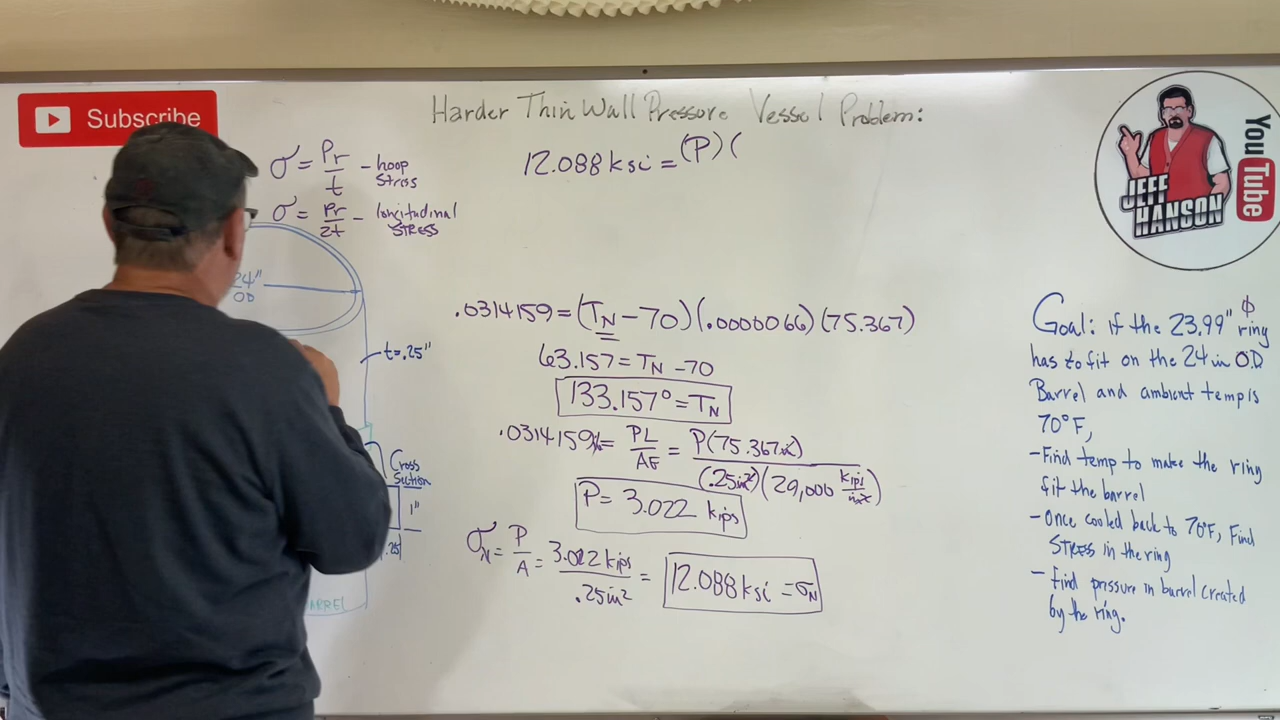 Subscribe
Harder Thin Wall Pressure Vessel Problem:
σ = Pr/t - hoop Stress
σ = Pr/2t - longitudinal STRESS
12.088 ksi = (P)(
24"
OD
t=.25"
Cross Section
1"
.25
BARREL
.0314159 = (T_N - 70)(.0000066)(75.367)
63.157 = T_N - 70
133.157° = T_N
.0314159 in = PL/AE = P(75.367in)/(.25in²)(29,000 kips/in²)
P = 3.022 kips
σ_N = P/A = 3.022 kips/.25in² = 12.088 ksi = σ_N
Goal: if the 23.99" ϕ ring
has to fit on the 24 in OD
Barrel and ambient temp is
70°F,
- Find temp to make the ring
fit the barrel
- Once cooled back to 70°F, Find
STRESS in the ring
- Find pressure in barrel created
by the ring.
JEFF
HANSON
YouTube